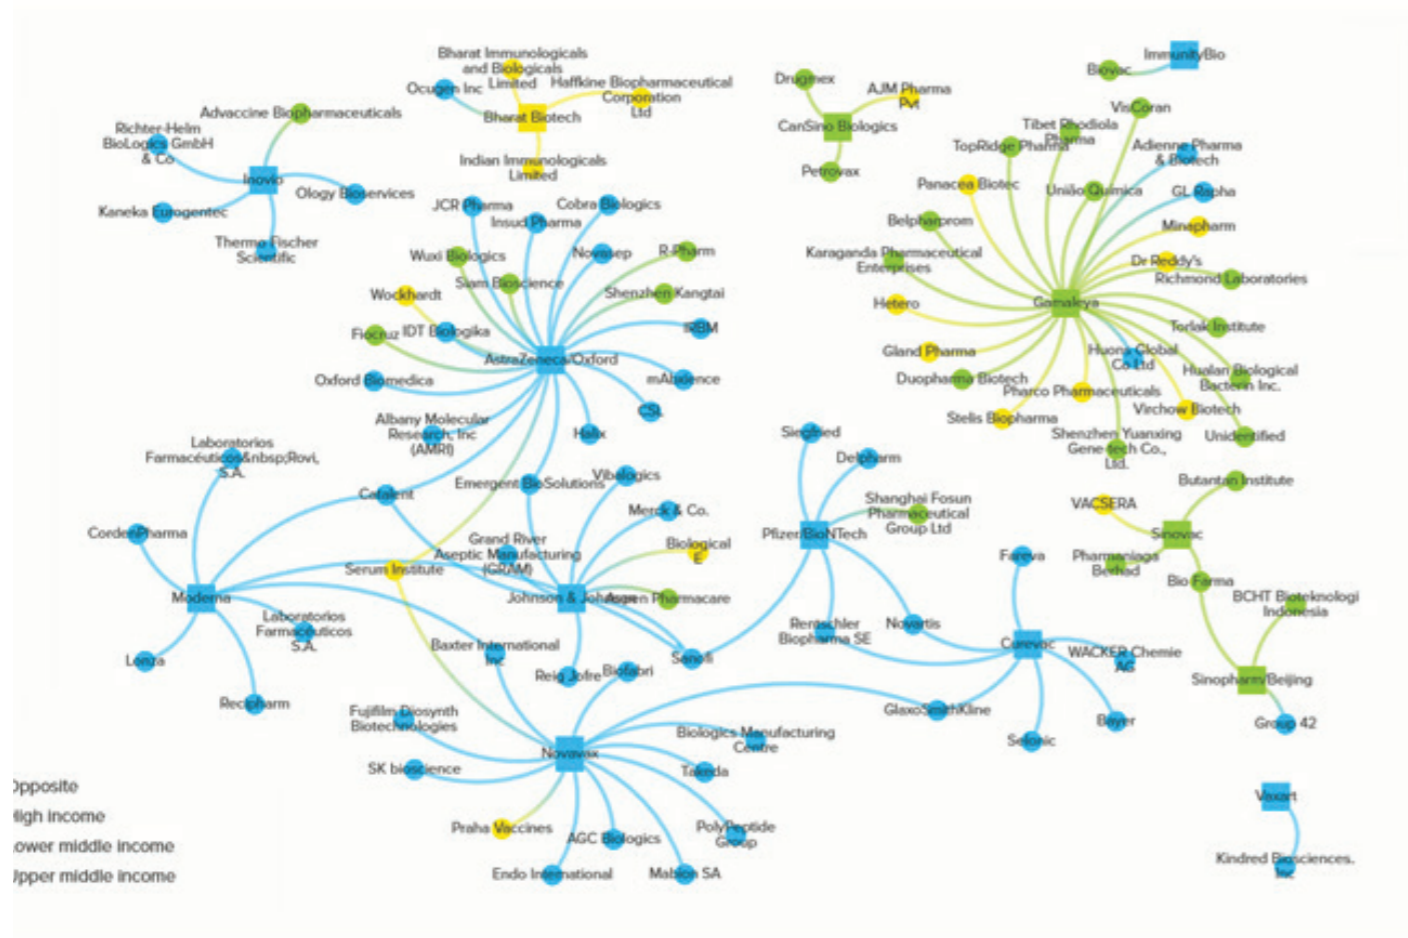 ImmunityBio
Biovac
Bharat Immunologicals
and Biologicals
Limited
Ocugen Inc
Haffkine Biopharmaceutical
Corporation
Ltd
Bharat Biotech
Indian Immunologicals
Limited
Drugmex
AJM Pharma
Pvt
CanSino Biologics
Petrovax
Advaccine Biopharmaceuticals
Richter-Helm
BioLogics GmbH
& Co
Inovio
Ology Bioservices
Kaneka Eurogentec
Thermo Fischer
Scientific
VisCoran
Tibet Rhodiola
Pharma
TopRidge Pharma
Adienne Pharma
& Biotech
Panacea Biotec
União Química
GL Rapha
Belpharprom
Minapharm
Karaganda Pharmaceutical
Enterprises
Dr Reddy's
Richmond Laboratories
Hetero
Gamaleya
Torlak Institute
Gland Pharma
Huons Global
Co Ltd
Hualan Biological
Bacterin Inc.
Duopharma Biotech
Pharco Pharmaceuticals
Stelis Biopharma
Virchow Biotech
Shenzhen Yuanxing
Gene-tech Co.,
Ltd.
Unidentified
JCR Pharma
Cobra Biologics
Insud Pharma
Wuxi Biologics
Novasep
R-Pharm
Siam Bioscience
Shenzhen Kangtai
Wockhardt
Fiocruz
IDT Biologika
IRBM
AstraZeneca/Oxford
Oxford Biomedica
mAbxience
CSL
Albany Molecular
Research, Inc
(AMRI)
Halix
Laboratorios
Farmacéuticos&nbsp;Rovi,
S.A.
Catalent
Emergent BioSolutions
Vibalogics
Merck & Co.
CordenPharma
Grand River
Aseptic Manufacturing
(GRAM)
Biological
E
Serum Institute
Moderna
Johnson & Johnson
Aspen Pharmacare
Laboratorios
Farmacéuticos
S.A.
Lonza
Recipharm
Baxter International
Inc
Reig Jofre
Biofabri
Sanofi
Siegfried
Delpharm
Shanghai Fosun
Pharmaceutical
Group Ltd
Pfizer/BioNTech
Rentschler
Biopharma SE
Novartis
Fareva
Curevac
WACKER Chemie
AG
GlaxoSmithKline
Bayer
Butantan Institute
VACSERA
Sinovac
Pharmaniaga
Berhad
Bio Farma
BCHT Bioteknologi
Indonesia
Sinopharm/Beijing
Group 42
Fujifilm Diosynth
Biotechnologies
SK bioscience
Novavax
Biologics Manufacturing
Centre
Takeda
Praha Vaccines
AGC Biologics
PolyPeptide
Group
Endo International
Mabion SA
Vaxart
Kindred Biosciences.
Inc
Opposite
High income
Lower middle income
Upper middle income